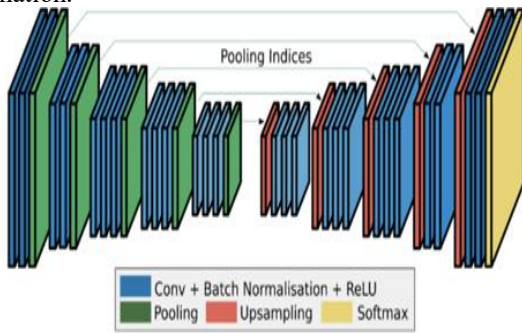 Pooling Indices
Conv + Batch Normalisation + ReLU
Pooling Upsampling Softmax